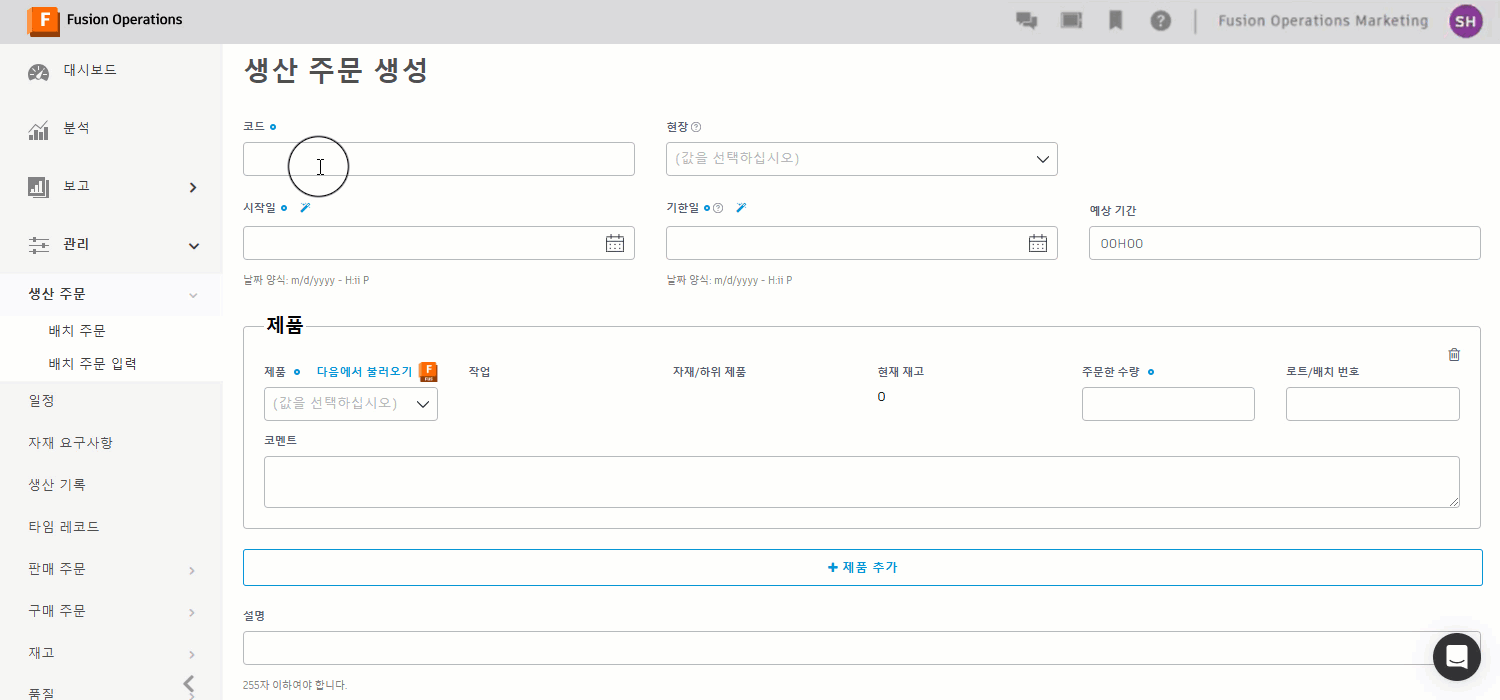 F Fusion Operations
Fusion Operations Marketing SH
대시보드
분석
보고
관리
생산 주문
배치 주문
배치 주문 입력
일정
자재 요구사항
생산 기록
타임 레코드
판매 주문
구매 주문
재고
품질
생산 주문 생성
코드
현장
(값을 선택하십시오)
시작일
기한일
예상 기간
00H00
날짜 양식: m/d/yyyy - H:ii P
날짜 양식: m/d/yyyy - H:ii P
제품
제품 다음에서 불러오기 F 작업 자재/하위 제품 현재 재고 주문한 수량 로트/배치 번호
(값을 선택하십시오) 0
코멘트
+ 제품 추가
설명
255자 이하여야 합니다.